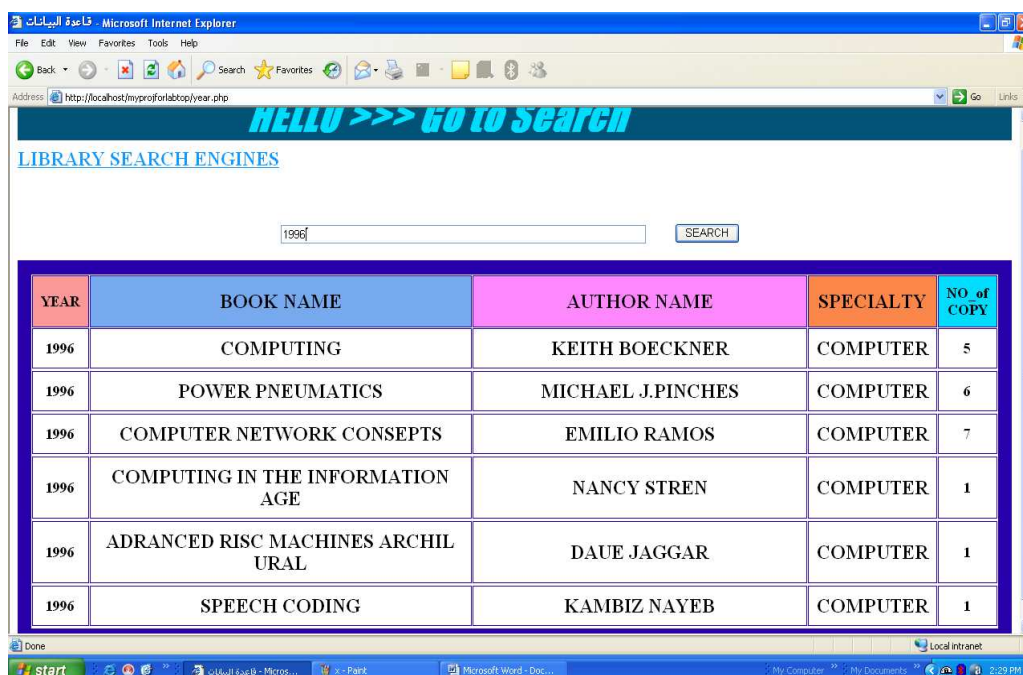 قاعدة البيانات - Microsoft Internet Explorer
File Edit View Favorites Tools Help
Back Search Favorites
Address http://localhost/myprojforlabtop/year.php Go Links
HELLO >>> Go to Search
LIBRARY SEARCH ENGINES
1996 SEARCH
YEAR BOOK NAME AUTHOR NAME SPECIALTY NO_of COPY
1996 COMPUTING KEITH BOECKNER COMPUTER 5
1996 POWER PNEUMATICS MICHAEL J.PINCHES COMPUTER 6
1996 COMPUTER NETWORK CONSEPTS EMILIO RAMOS COMPUTER 7
1996 COMPUTING IN THE INFORMATION AGE NANCY STREN COMPUTER 1
1996 ADRANCED RISC MACHINES ARCHIL URAL DAUE JAGGAR COMPUTER 1
1996 SPEECH CODING KAMBIZ NAYEB COMPUTER 1
Done Local intranet
start قاعدة البيانات - Micros... x - Paint Microsoft Word - Doc... My Computer » My Documents » 2:29 PM